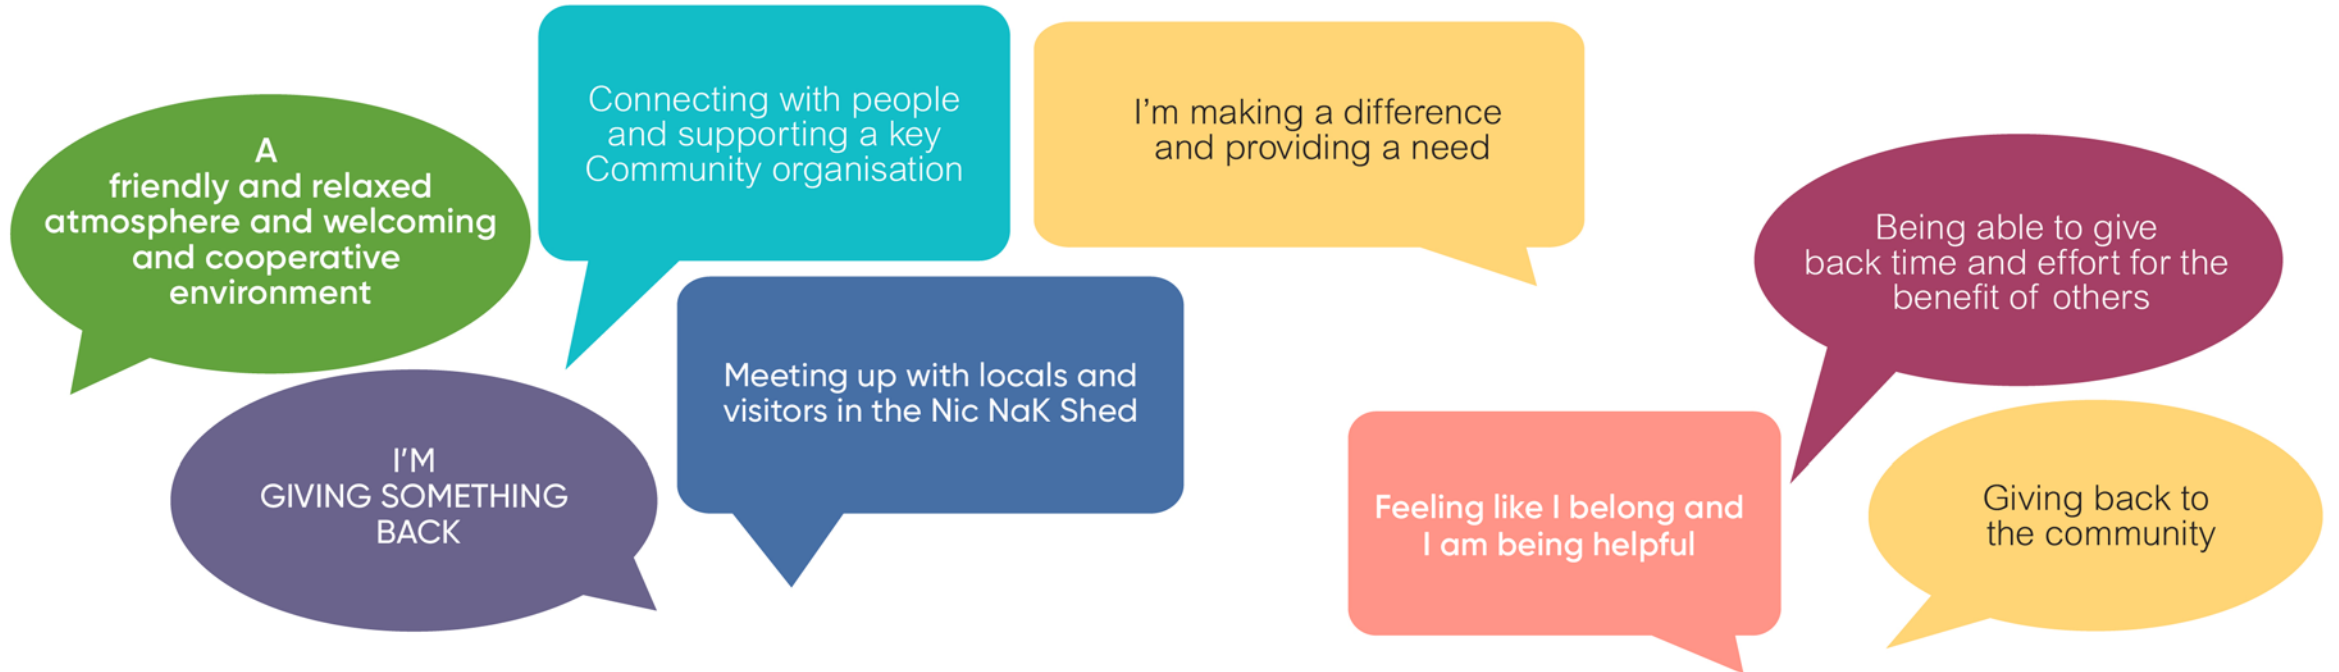 A
friendly and relaxed
atmosphere and welcoming
and cooperative
environment
Connecting with people
and supporting a key
Community organisation
I'm making a difference
and providing a need
Being able to give
back time and effort for the
benefit of others
I'M
GIVING SOMETHING
BACK
Meeting up with locals and
visitors in the Nic NaK Shed
Feeling like I belong and
I am being helpful
Giving back to
the community